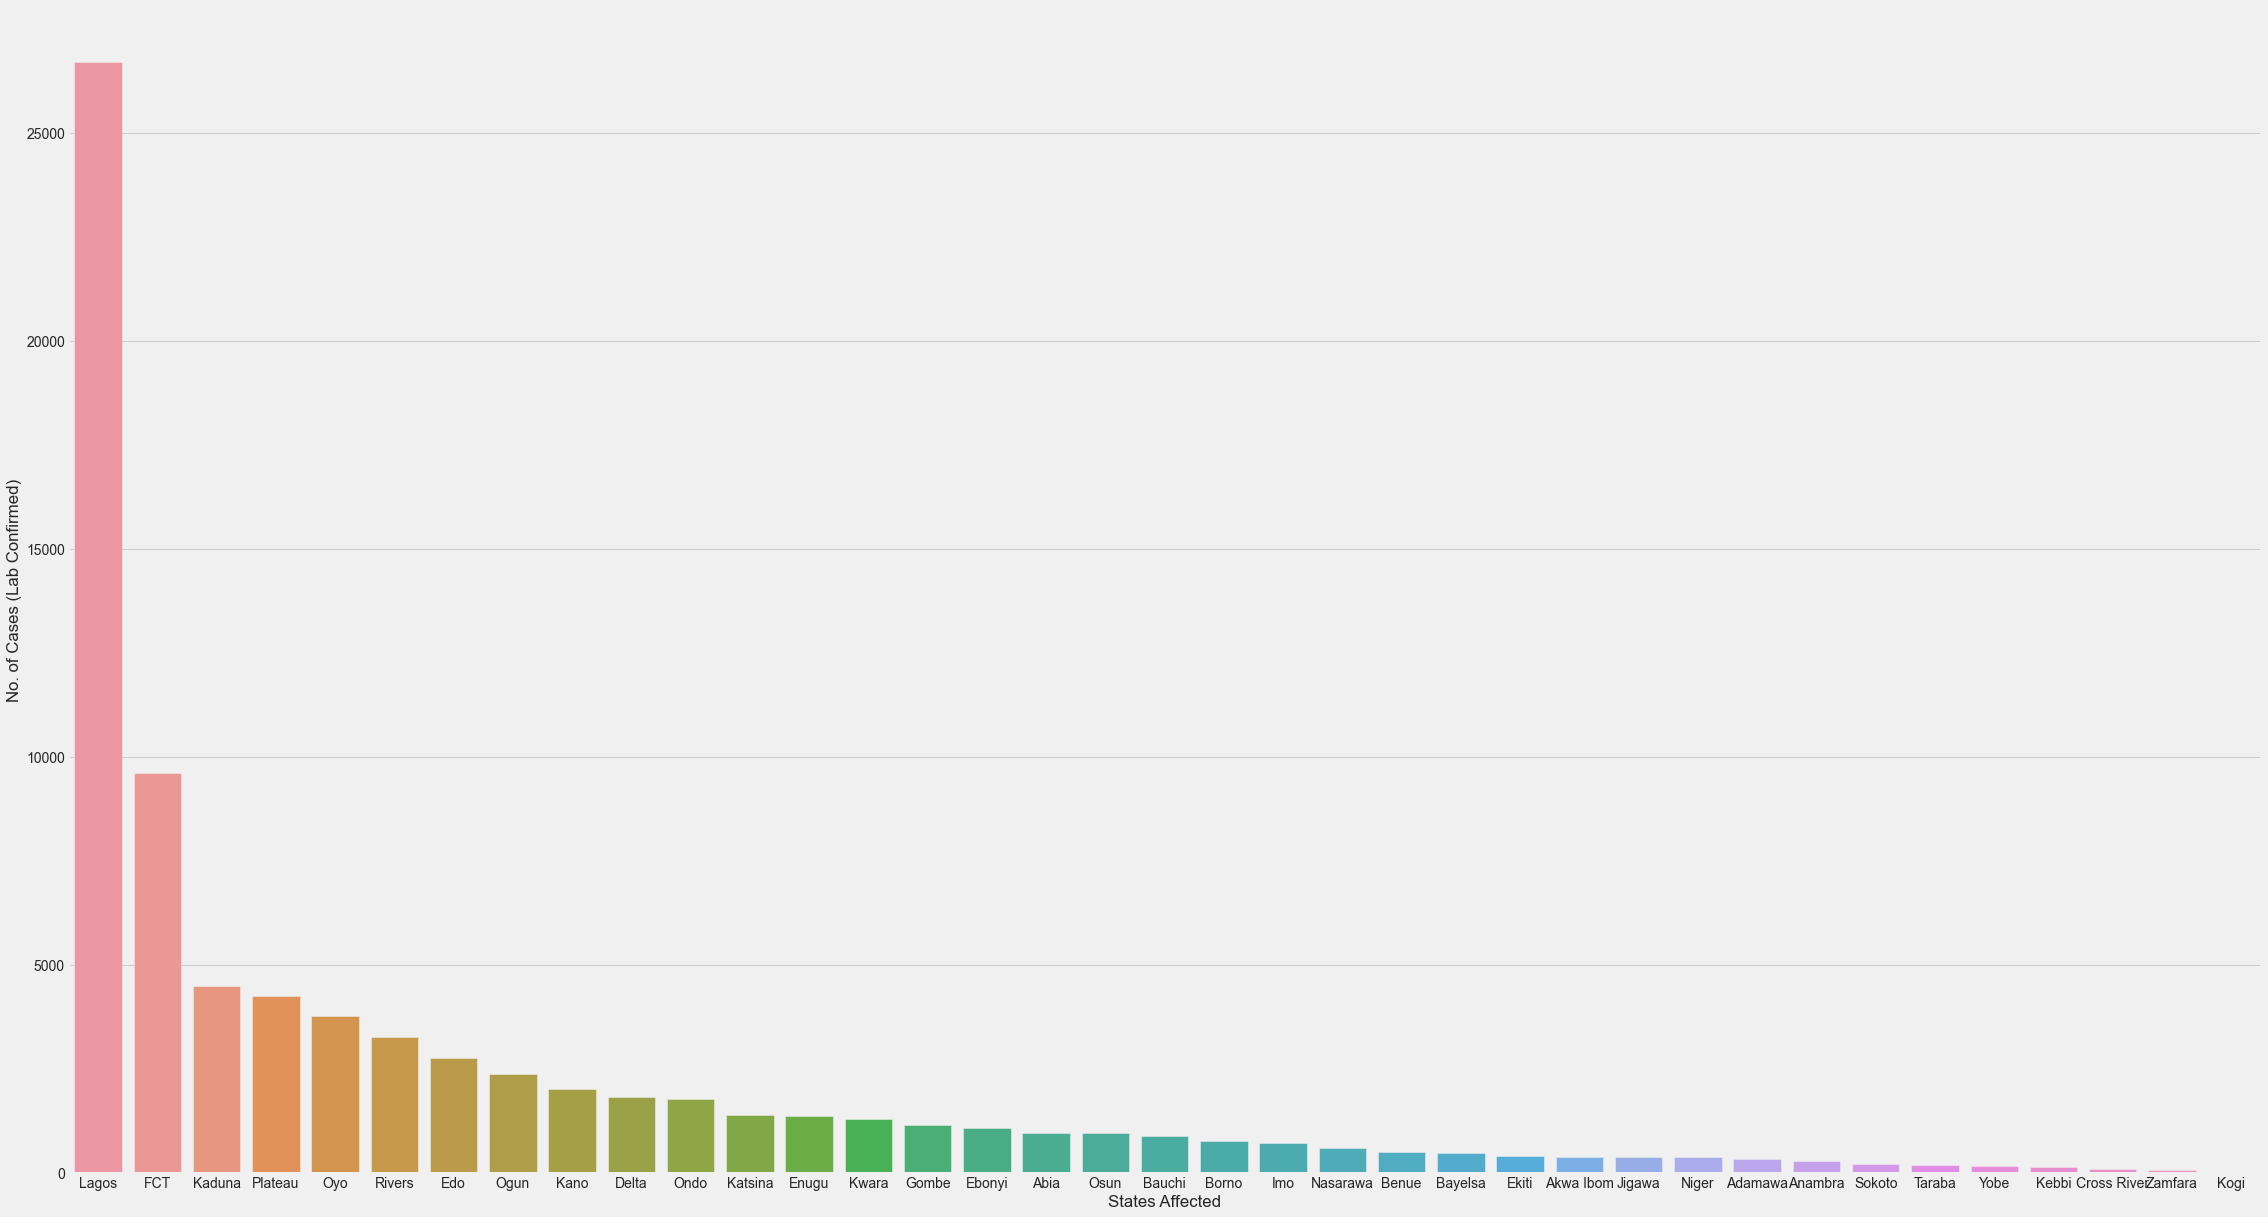 No. of Cases (Lab Confirmed)
25000
20000
15000
10000
5000
0
Lagos FCT Kaduna Plateau Oyo Rivers Edo Ogun Kano Delta Ondo Katsina Enugu Kwara Gombe Ebonyi Abia Osun Bauchi Borno Imo Nasarawa Benue Bayelsa Ekiti Akwa Ibom Jigawa Niger Adamawa Anambra Sokoto Taraba Yobe Kebbi Cross River Zamfara Kogi
States Affected